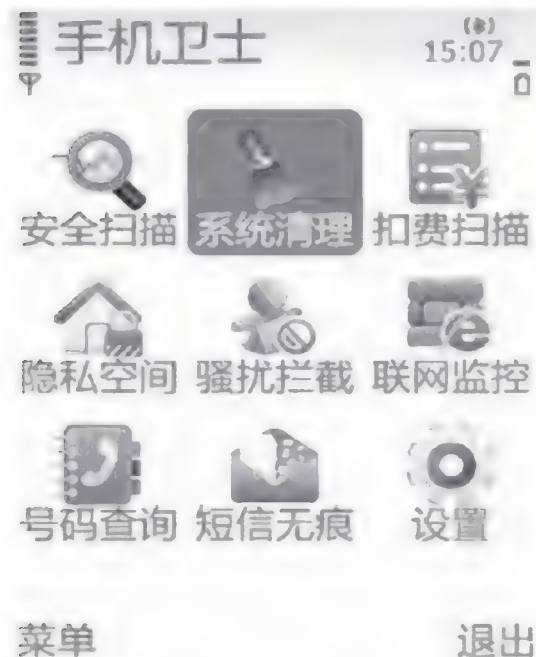 手机卫士 15:07
安全扫描 系统清理 扣费扫描
隐私空间 骚扰拦截 联网监控
号码查询 短信无痕 设置
菜单 退出